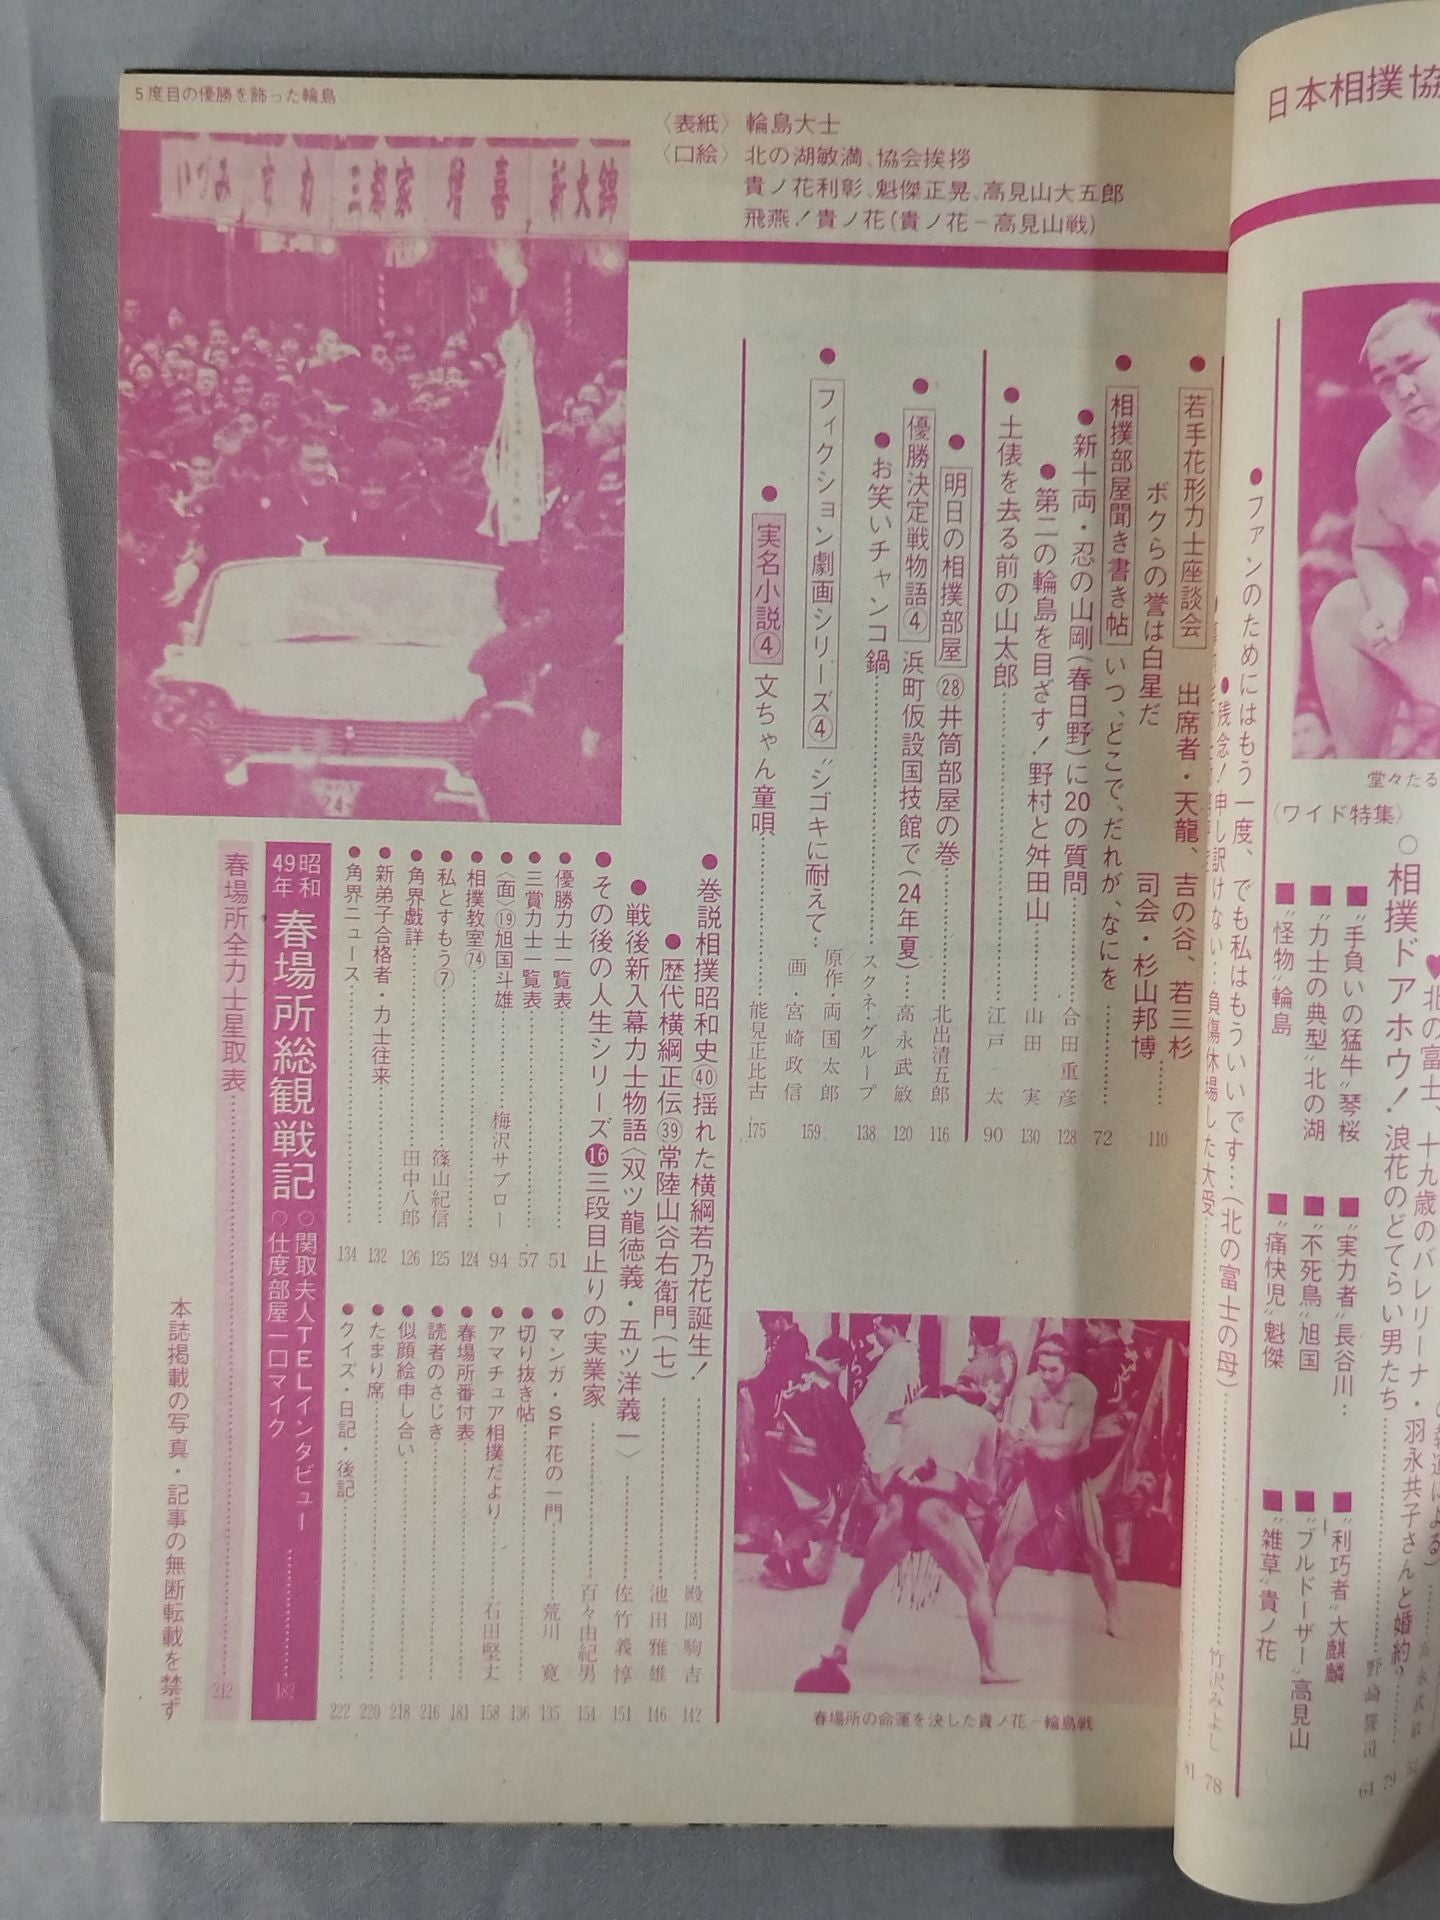 日本相撲協
堂々たる
〈ワイド特集〉
○相撲ドアホウ！浪花のどてらい男たち
79
■“手負いの猛牛”琴桜
■“力士の典型”北の湖
■“怪物”輪島
■“実力者”長谷川…
■“不死鳥”旭国
■“痛快児”魁傑
■“利巧者”大麒麟
■“ブルドーザー”高見山
■“雑草”貴ノ花
野崎誉司
64
十九歳のバレリーナ・羽永共子さんと婚約？
●ファンのためにはもう一度、でも私はもういいです…（北の富士の母）
竹沢みよし
78
●残念！申し訳けない…負傷休場した大受
81
5度目の優勝を飾った輪島
いづみ
三都家
増喜
新大錦
24
〈表紙〉輪島大士
〈口絵〉北の湖敏満、協会挨拶
貴ノ花利彰、魁傑正晃、高見山大五郎
飛燕！貴ノ花（貴ノ花－高見山戦）
●若手花形力士座談会 出席者・天龍、吉の谷、若三杉
ボクらの誉は白星だ 司会・杉山邦博……110
●相撲部屋聞き書き帖 いつ、どこで、だれが、なにを……72
●新十両・忍の山剛（春日野）に20の質問……合田重彦 128
●第二の輪島を目ざす！野村と舛田山……山田 実 130
●土俵を去る前の山太郎……江戸 太 90
●明日の相撲部屋㉘井筒部屋の巻……北出清五郎 116
●優勝決定戦物語④ 浜町仮設国技館で（24年夏）…高永武敏 120
●お笑いチャンコ鍋……スクネ・グループ 138
●フィクション劇画シリーズ④ “シゴキに耐えて… 原作・両国太郎
画・宮崎政信 159
●実名小説④ 文ちゃん童唄……能見正比古 175
●巻説相撲昭和史㊵揺れた横綱若乃花誕生！……殿岡駒吉 142
●歴代横綱正伝㊴常陸山谷右衛門（七）……池田雅雄 146
●戦後新入幕力士物語〈双ツ龍徳義・五ツ洋義一〉……佐竹義惇 151
●その後の人生シリーズ⓰三段目止りの実業家……百々由紀男 154
●優勝力士一覧表……51
●三賞力士一覧表……57
●〈面〉⑲旭国斗雄……梅沢サブロー 94
●相撲教室㉔……124
●私とすもう⑦……篠山紀信 125
●角界戯評……田中八郎 126
●新弟子合格者・力士往来……132
●角界ニュース……134
●マンガ・SF花の一門……荒川 寛 135
●切り抜き帖……136
●アマチュア相撲だより……石田堅丈 158
●春場所番付表……181
●読者のさじき……216
●似顔絵申し合い……218
●たまり席……220
●クイズ・日記・後記……222
昭和49年 春場所総観戦記 ○関取夫人TELインタビュー
○仕度部屋一口マイク……182
春場所全力士星取表……212
本誌掲載の写真・記事の無断転載を禁ず
春場所の命運を決した貴ノ花－輪島戦